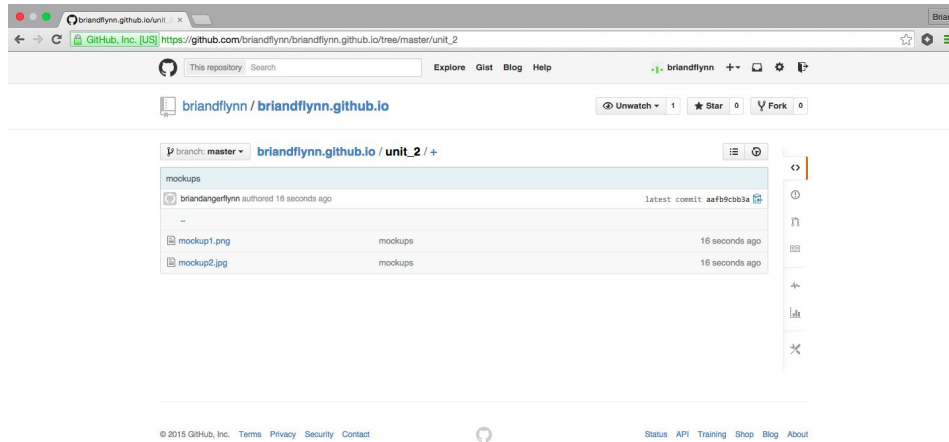 briandflynn.github.io/unit_
Brian
GitHub, Inc. [US] https://github.com/briandflynn/briandflynn.github.io/tree/master/unit_2
This repository Search Explore Gist Blog Help briandflynn
briandflynn / briandflynn.github.io Unwatch 1 Star 0 Fork 0
branch: master briandflynn.github.io / unit_2 / +
mockups
briandangerflynn authored 16 seconds ago latest commit aafb9cbb3a
..
mockup1.png mockups 16 seconds ago
mockup2.jpg mockups 16 seconds ago
© 2015 GitHub, Inc. Terms Privacy Security Contact Status API Training Shop Blog About